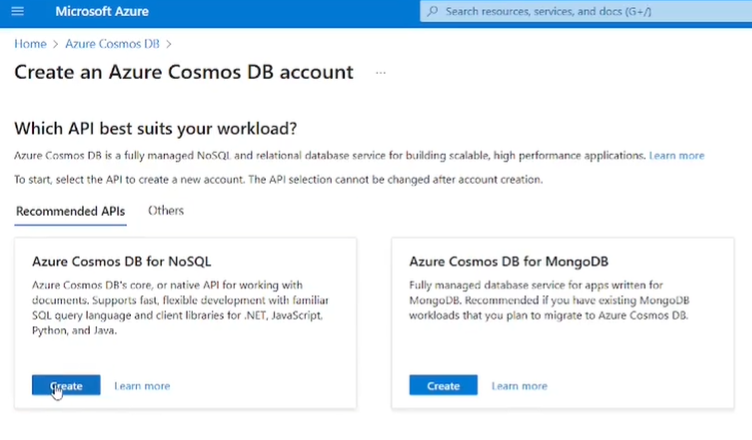 Microsoft Azure
Search resources, services, and docs (G+/)
Home > Azure Cosmos DB >
Create an Azure Cosmos DB account ...
Which API best suits your workload?
Azure Cosmos DB is a fully managed NoSQL and relational database service for building scalable, high performance applications. Learn more
To start, select the API to create a new account. The API selection cannot be changed after account creation.
Recommended APIs
Others
Azure Cosmos DB for NoSQL
Azure Cosmos DB's core, or native API for working with
documents. Supports fast, flexible development with familiar
SQL query language and client libraries for .NET, JavaScript,
Python, and Java.
Create
Learn more
Azure Cosmos DB for MongoDB
Fully managed database service for apps written for
MongoDB. Recommended if you have existing MongoDB
workloads that you plan to migrate to Azure Cosmos DB.
Create
Learn more